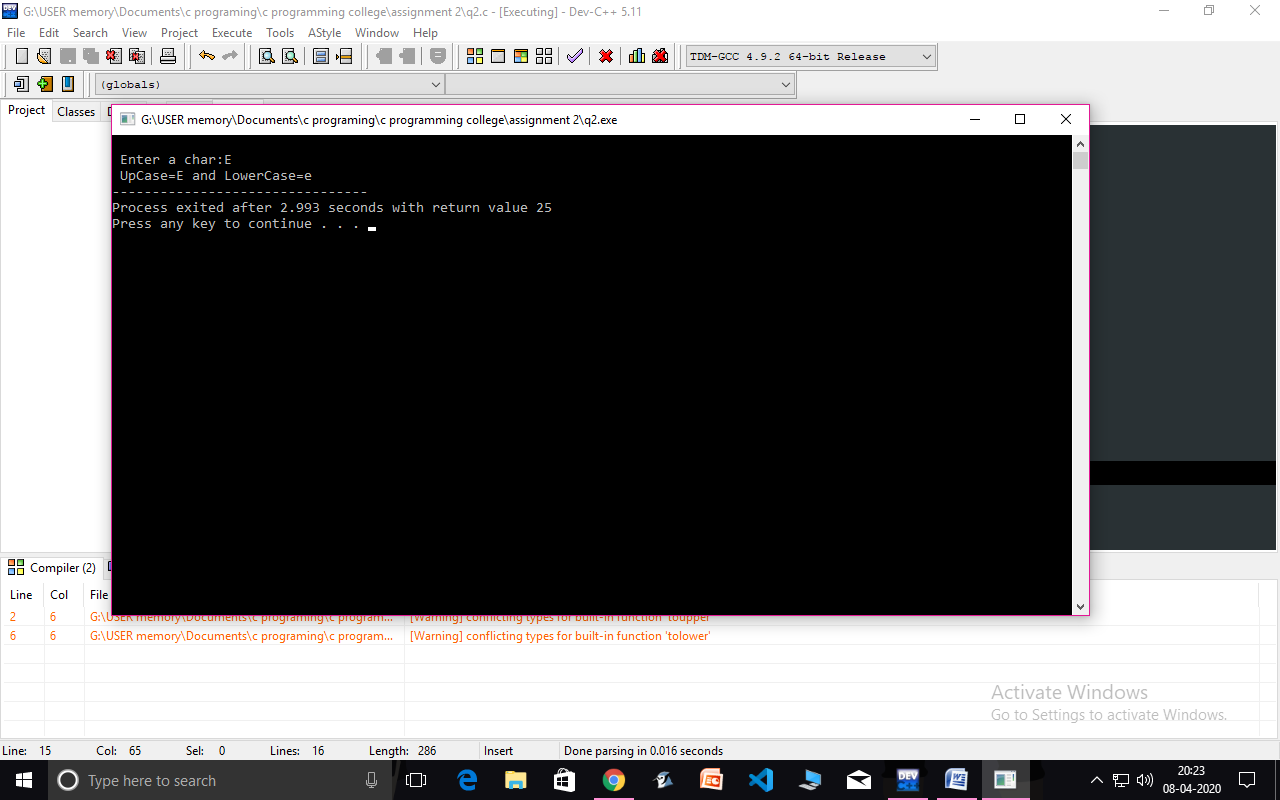 G:\USER memory\Documents\c programing\c programming college\assignment 2\q2.c - [Executing] - Dev-C++ 5.11
File Edit Search View Project Execute Tools AStyle Window Help
TDM-GCC 4.9.2 64-bit Release
(globals)
Project Classes
G:\USER memory\Documents\c programing\c programming college\assignment 2\q2.exe
Enter a char:E
UpCase=E and LowerCase=e
--------------------------------
Process exited after 2.993 seconds with return value 25
Press any key to continue . . .
Compiler (2)
Line Col File
2 6 G:\USER memory\Documents\c programing\c program... [Warning] conflicting types for built-in function 'toupper'
6 6 G:\USER memory\Documents\c programing\c program... [Warning] conflicting types for built-in function 'tolower'
Activate Windows
Go to Settings to activate Windows.
Line: 15 Col: 65 Sel: 0 Lines: 16 Length: 286 Insert Done parsing in 0.016 seconds
Type here to search
20:23
08-04-2020